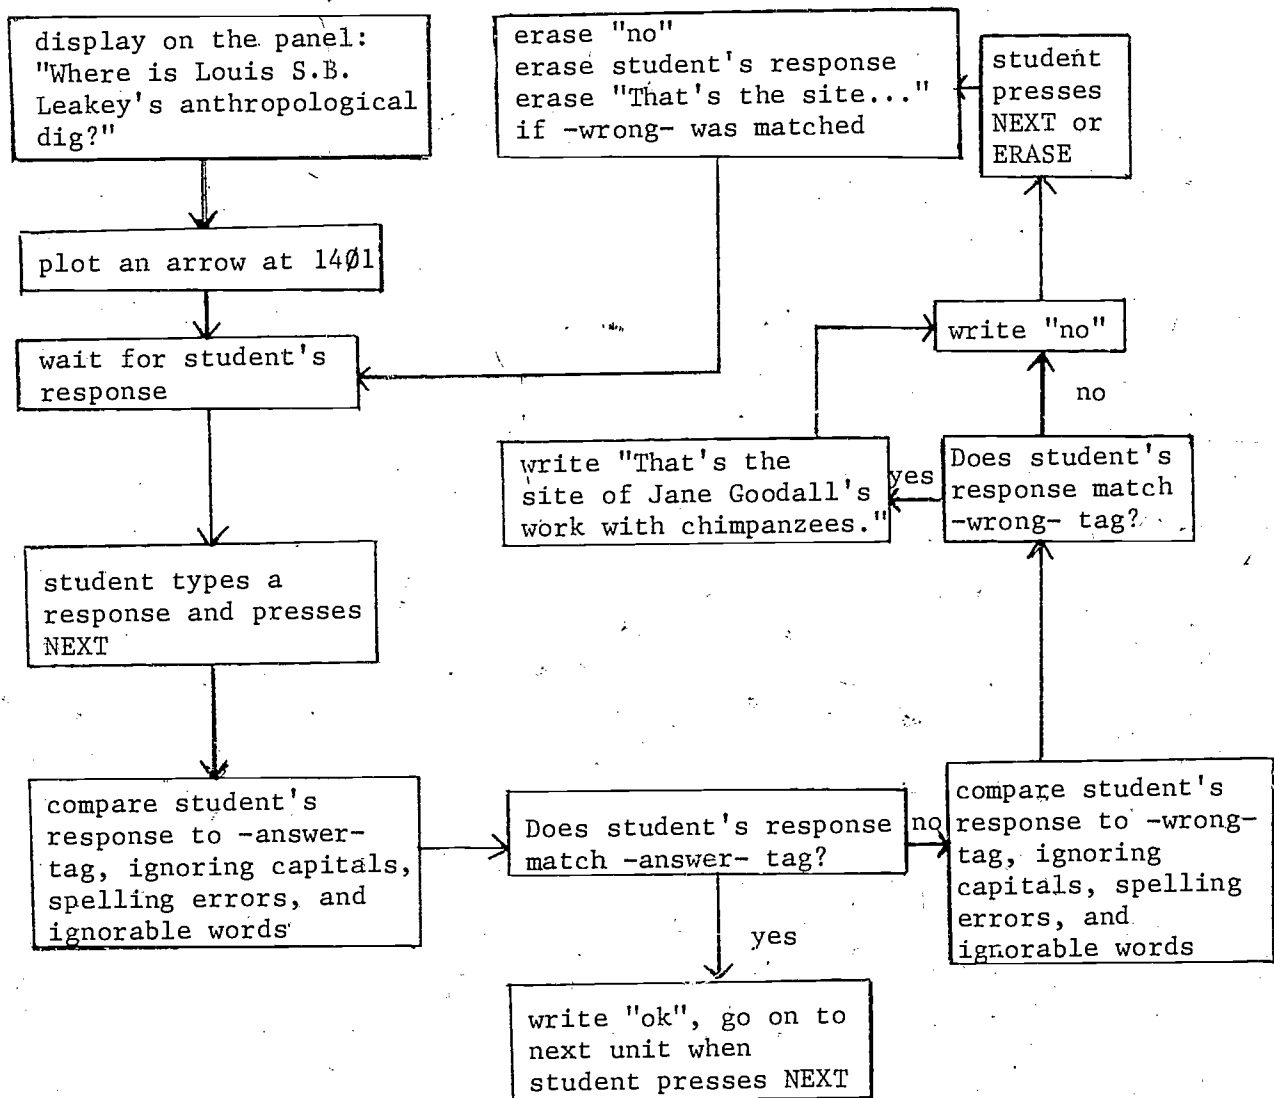 display on the panel:
"Where is Louis S.B.
Leakey's anthropological
dig?"
plot an arrow at 14Ø1
wait for student's
response
student types a
response and presses
NEXT
compare student's
response to -answer-
tag, ignoring capitals,
spelling errors, and
ignorable words
Does student's response
match -answer- tag?
yes
write "ok", go on to
next unit when
student presses NEXT
no
compare student's
response to -wrong-
tag, ignoring
capitals, spelling
errors, and
ignorable words
Does student's
response match
-wrong- tag?
yes
write "That's the
site of Jane Goodall's
work with chimpanzees."
no
write "no"
student
presses
NEXT or
ERASE
erase "no"
erase student's response
erase "That's the site..."
if -wrong- was matched